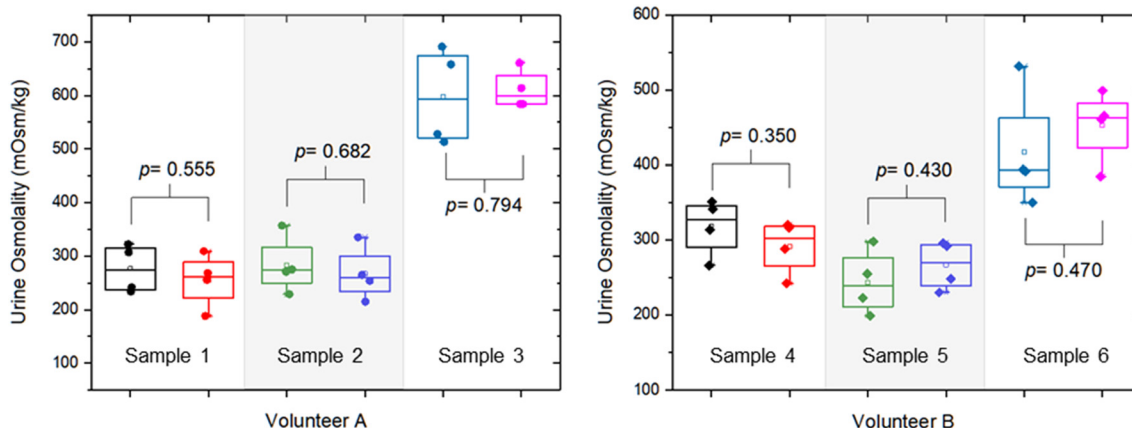 Urine Osmolality (mOsm/kg)
700
600
500
400
300
200
100
p= 0.555
p= 0.682
p= 0.794
Sample 1
Sample 2
Sample 3
Volunteer A
Urine Osmolality (mOsm/kg)
600
500
400
300
200
100
p= 0.350
p= 0.430
p= 0.470
Sample 4
Sample 5
Sample 6
Volunteer B